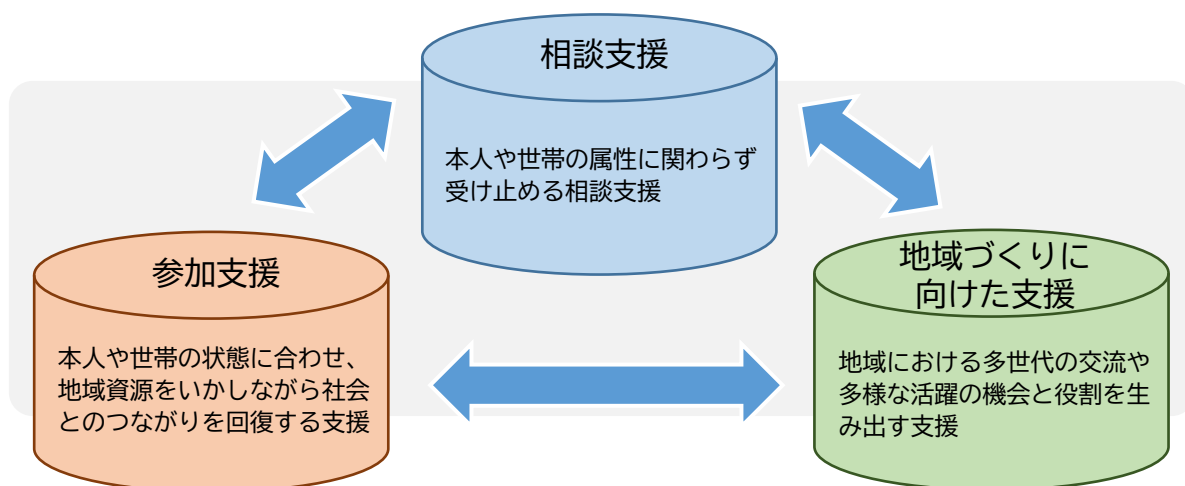 相談支援
本人や世帯の属性に関わらず
受け止める相談支援
参加支援
本人や世帯の状態に合わせ、
地域資源をいかしながら社会
とのつながりを回復する支援
地域づくりに
向けた支援
地域における多世代の交流や
多様な活躍の機会と役割を生
み出す支援